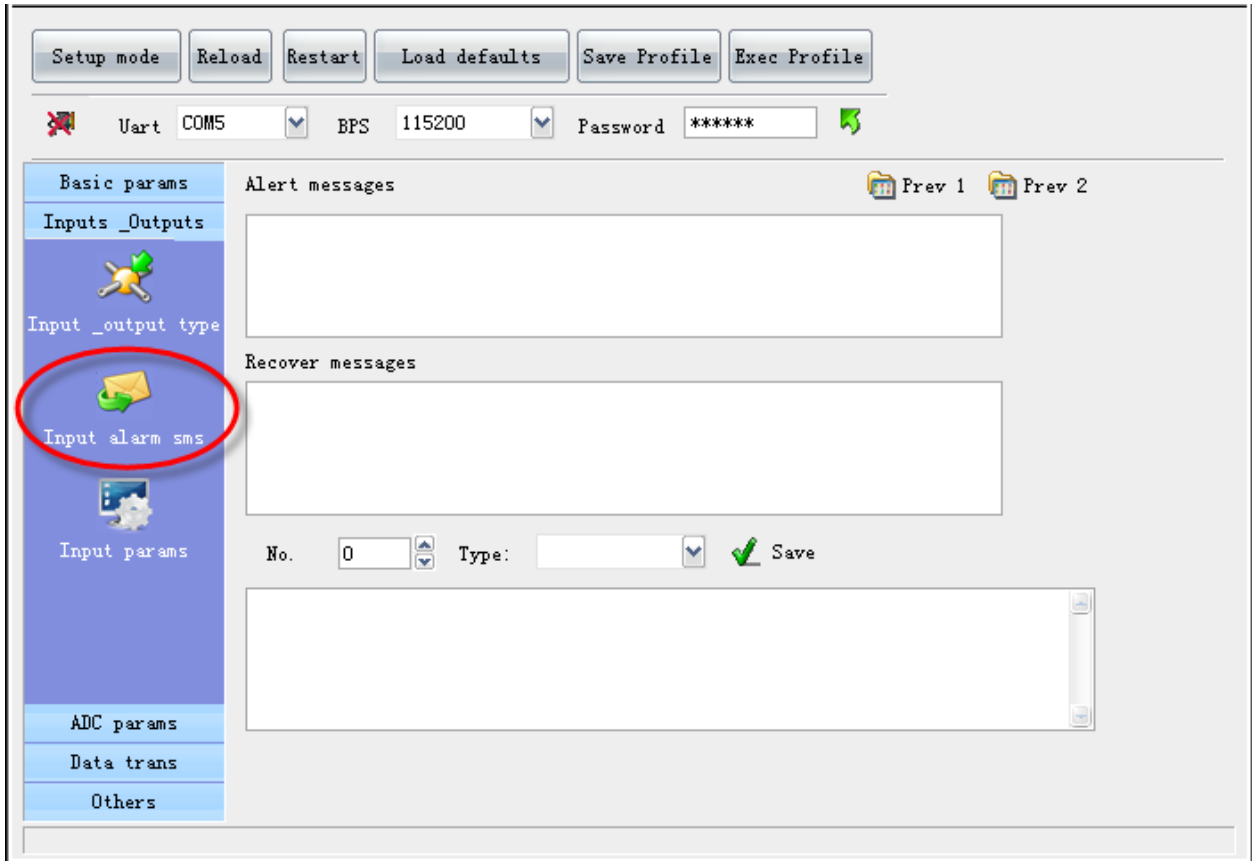 Setup mode Reload Restart Load defaults Save Profile Exec Profile
Uart COM5 BPS 115200 Password ******
Basic params
Inputs _Outputs
Input _output type
Input alarm sms
Input params
ADC params
Data trans
Others
Alert messages Prev 1 Prev 2
Recover messages
No. 0 Type: Save